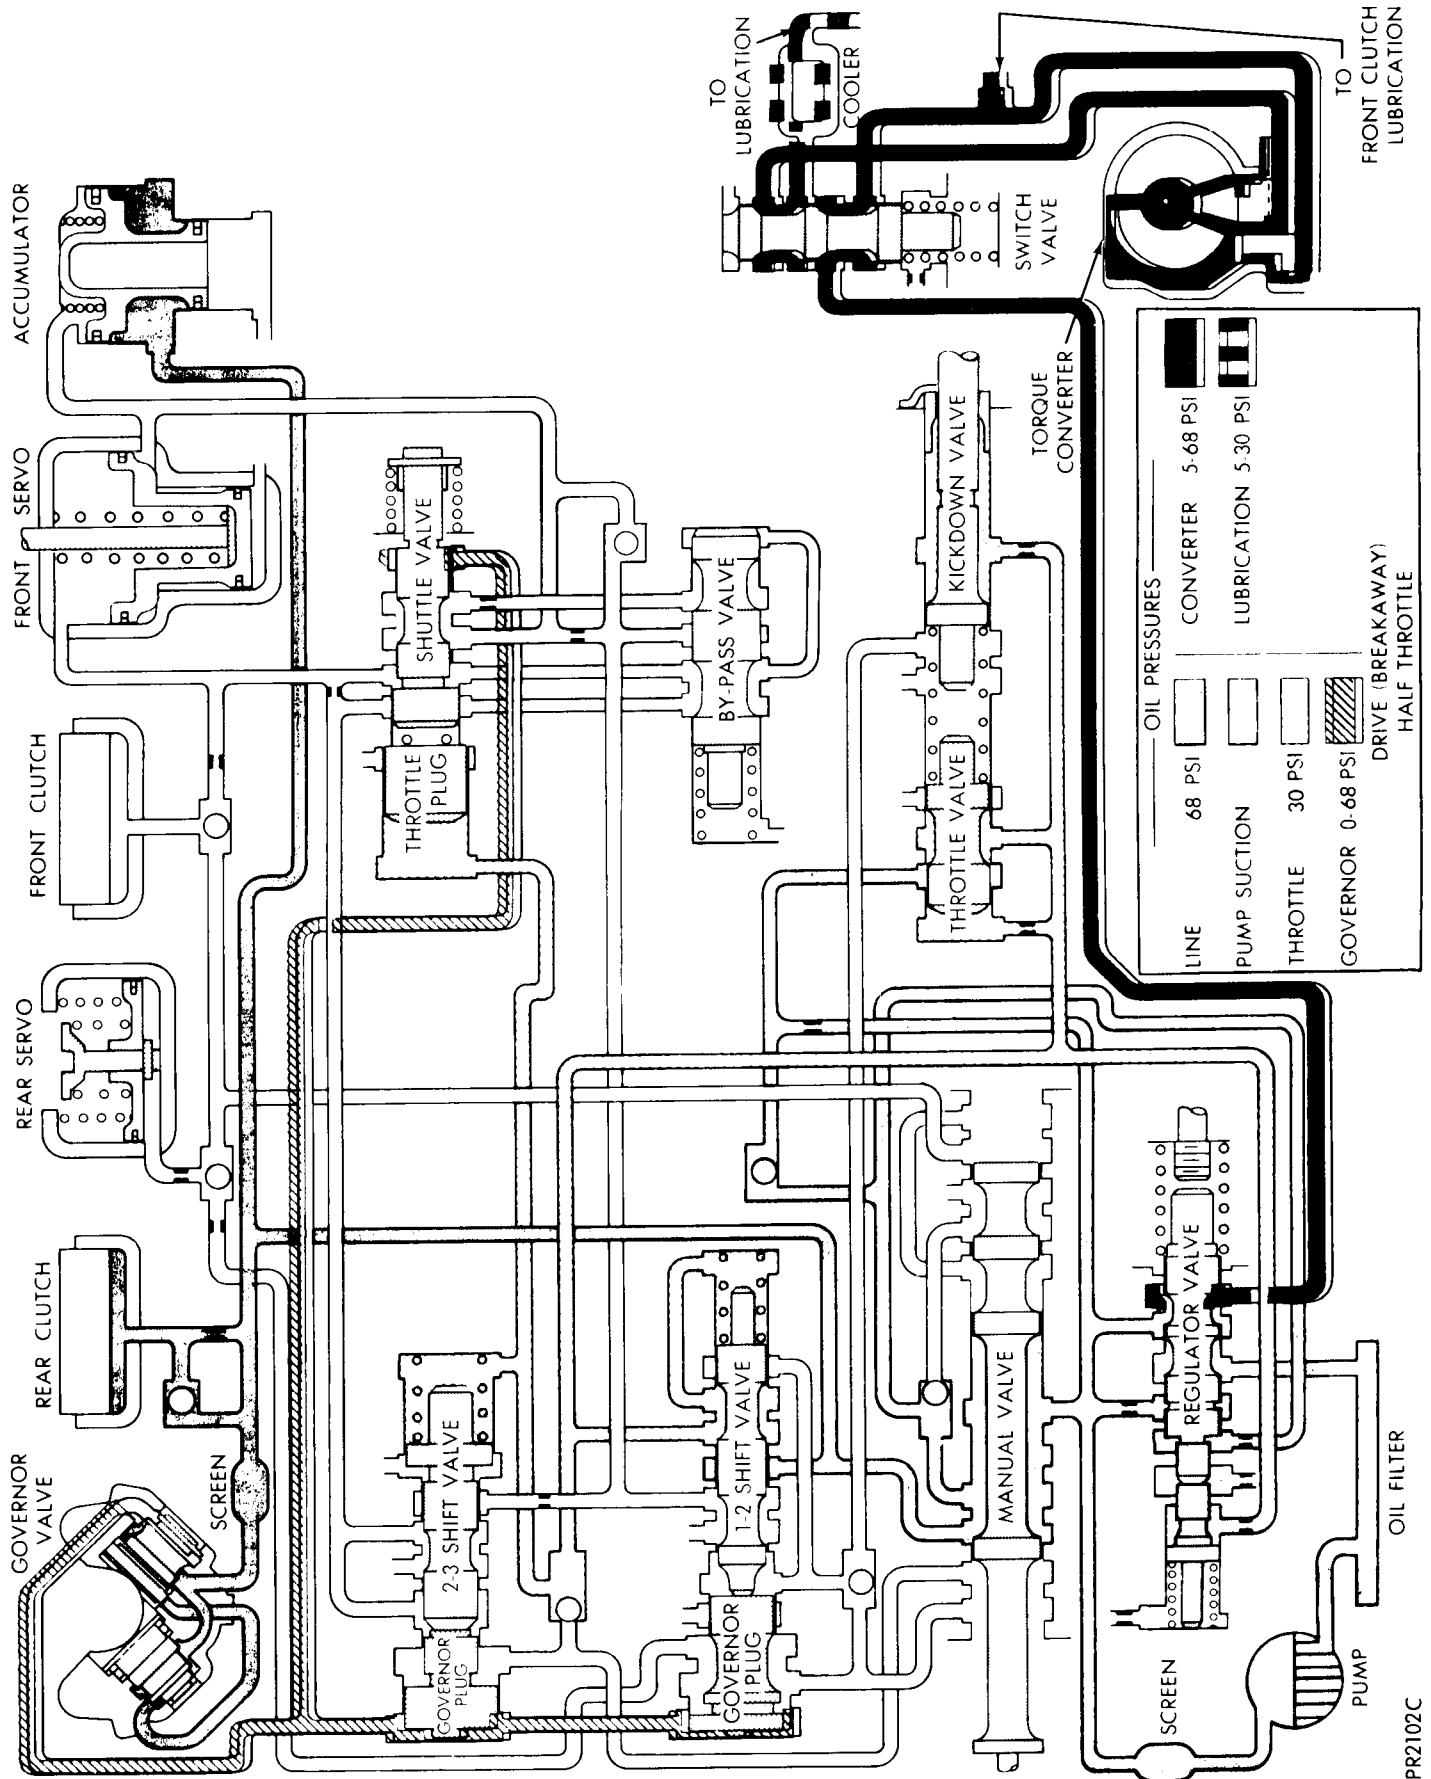 GOVERNOR
VALVE
REAR CLUTCH
REAR SERVO
FRONT CLUTCH
FRONT SERVO
ACCUMULATOR
SCREEN
2-3 SHIFT VALVE
GOVERNOR
PLUG
THROTTLE
PLUG
SHUTTLE VALVE
1-2 SHIFT VALVE
GOVERNOR
PLUG
BY-PASS VALVE
TO
LUBRICATION
COOLER
SWITCH
VALVE
MANUAL VALVE
THROTTLE VALVE
KICKDOWN VALVE
TORQUE
CONVERTER
TO
FRONT CLUTCH
LUBRICATION
SCREEN
REGULATOR VALVE
PUMP
OIL FILTER
OIL PRESSURES
LINE 68 PSI
PUMP SUCTION
THROTTLE 30 PSI
GOVERNOR 0-68 PSI
CONVERTER 5-68 PSI
LUBRICATION 5-30 PSI
DRIVE (BREAKAWAY)
HALF THROTTLE
PR2102C